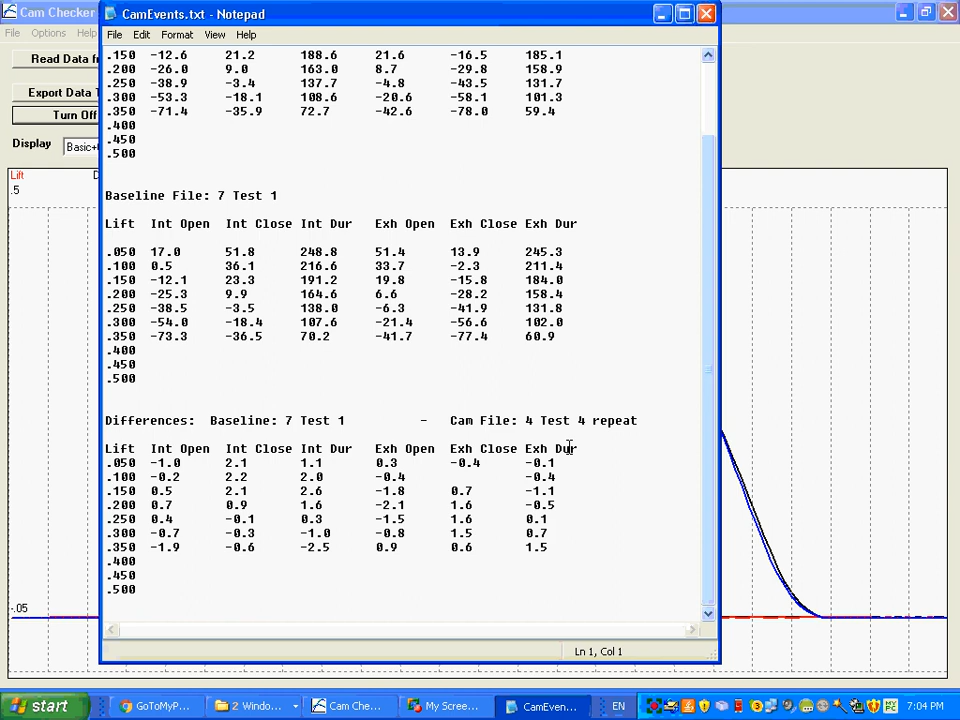 Cam Checker
CamEvents.txt - Notepad
File Options Help
File Edit Format View Help
Read Data
Export Data
Turn Off
Display Basic+
Lift
.5
-.05
.150 -12.6 21.2 188.6 21.6 -16.5 185.1
.200 -26.0 9.0 163.0 8.7 -29.8 158.9
.250 -38.9 -3.4 137.7 -4.8 -43.5 131.7
.300 -53.3 -18.1 108.6 -20.6 -58.1 101.3
.350 -71.4 -35.9 72.7 -42.6 -78.0 59.4
.400
.450
.500
Baseline File: 7 Test 1
Lift Int Open Int Close Int Dur Exh Open Exh Close Exh Dur
.050 17.0 51.8 248.8 51.4 13.9 245.3
.100 0.5 36.1 216.6 33.7 -2.3 211.4
.150 -12.1 23.3 191.2 19.8 -15.8 184.0
.200 -25.3 9.9 164.6 6.6 -28.2 158.4
.250 -38.5 -3.5 138.0 -6.3 -41.9 131.8
.300 -54.0 -18.4 107.6 -21.4 -56.6 102.0
.350 -73.3 -36.5 70.2 -41.7 -77.4 60.9
.400
.450
.500
Differences: Baseline: 7 Test 1 - Cam File: 4 Test 4 repeat
Lift Int Open Int Close Int Dur Exh Open Exh Close Exh Dur
.050 -1.0 2.1 1.1 0.3 -0.4 -0.1
.100 -0.2 2.2 2.0 -0.4 -0.4
.150 0.5 2.1 2.6 -1.8 0.7 -1.1
.200 0.7 0.9 1.6 -2.1 1.6 -0.5
.250 0.4 -0.1 0.3 -1.5 1.6 0.1
.300 -0.7 -0.3 -1.0 -0.8 1.5 0.7
.350 -1.9 -0.6 -2.5 0.9 0.6 1.5
.400
.450
.500
Ln 1, Col 1
start GoToMyP... 2 Windo... Cam Che... My Scree... CamEven... EN 7:04 PM